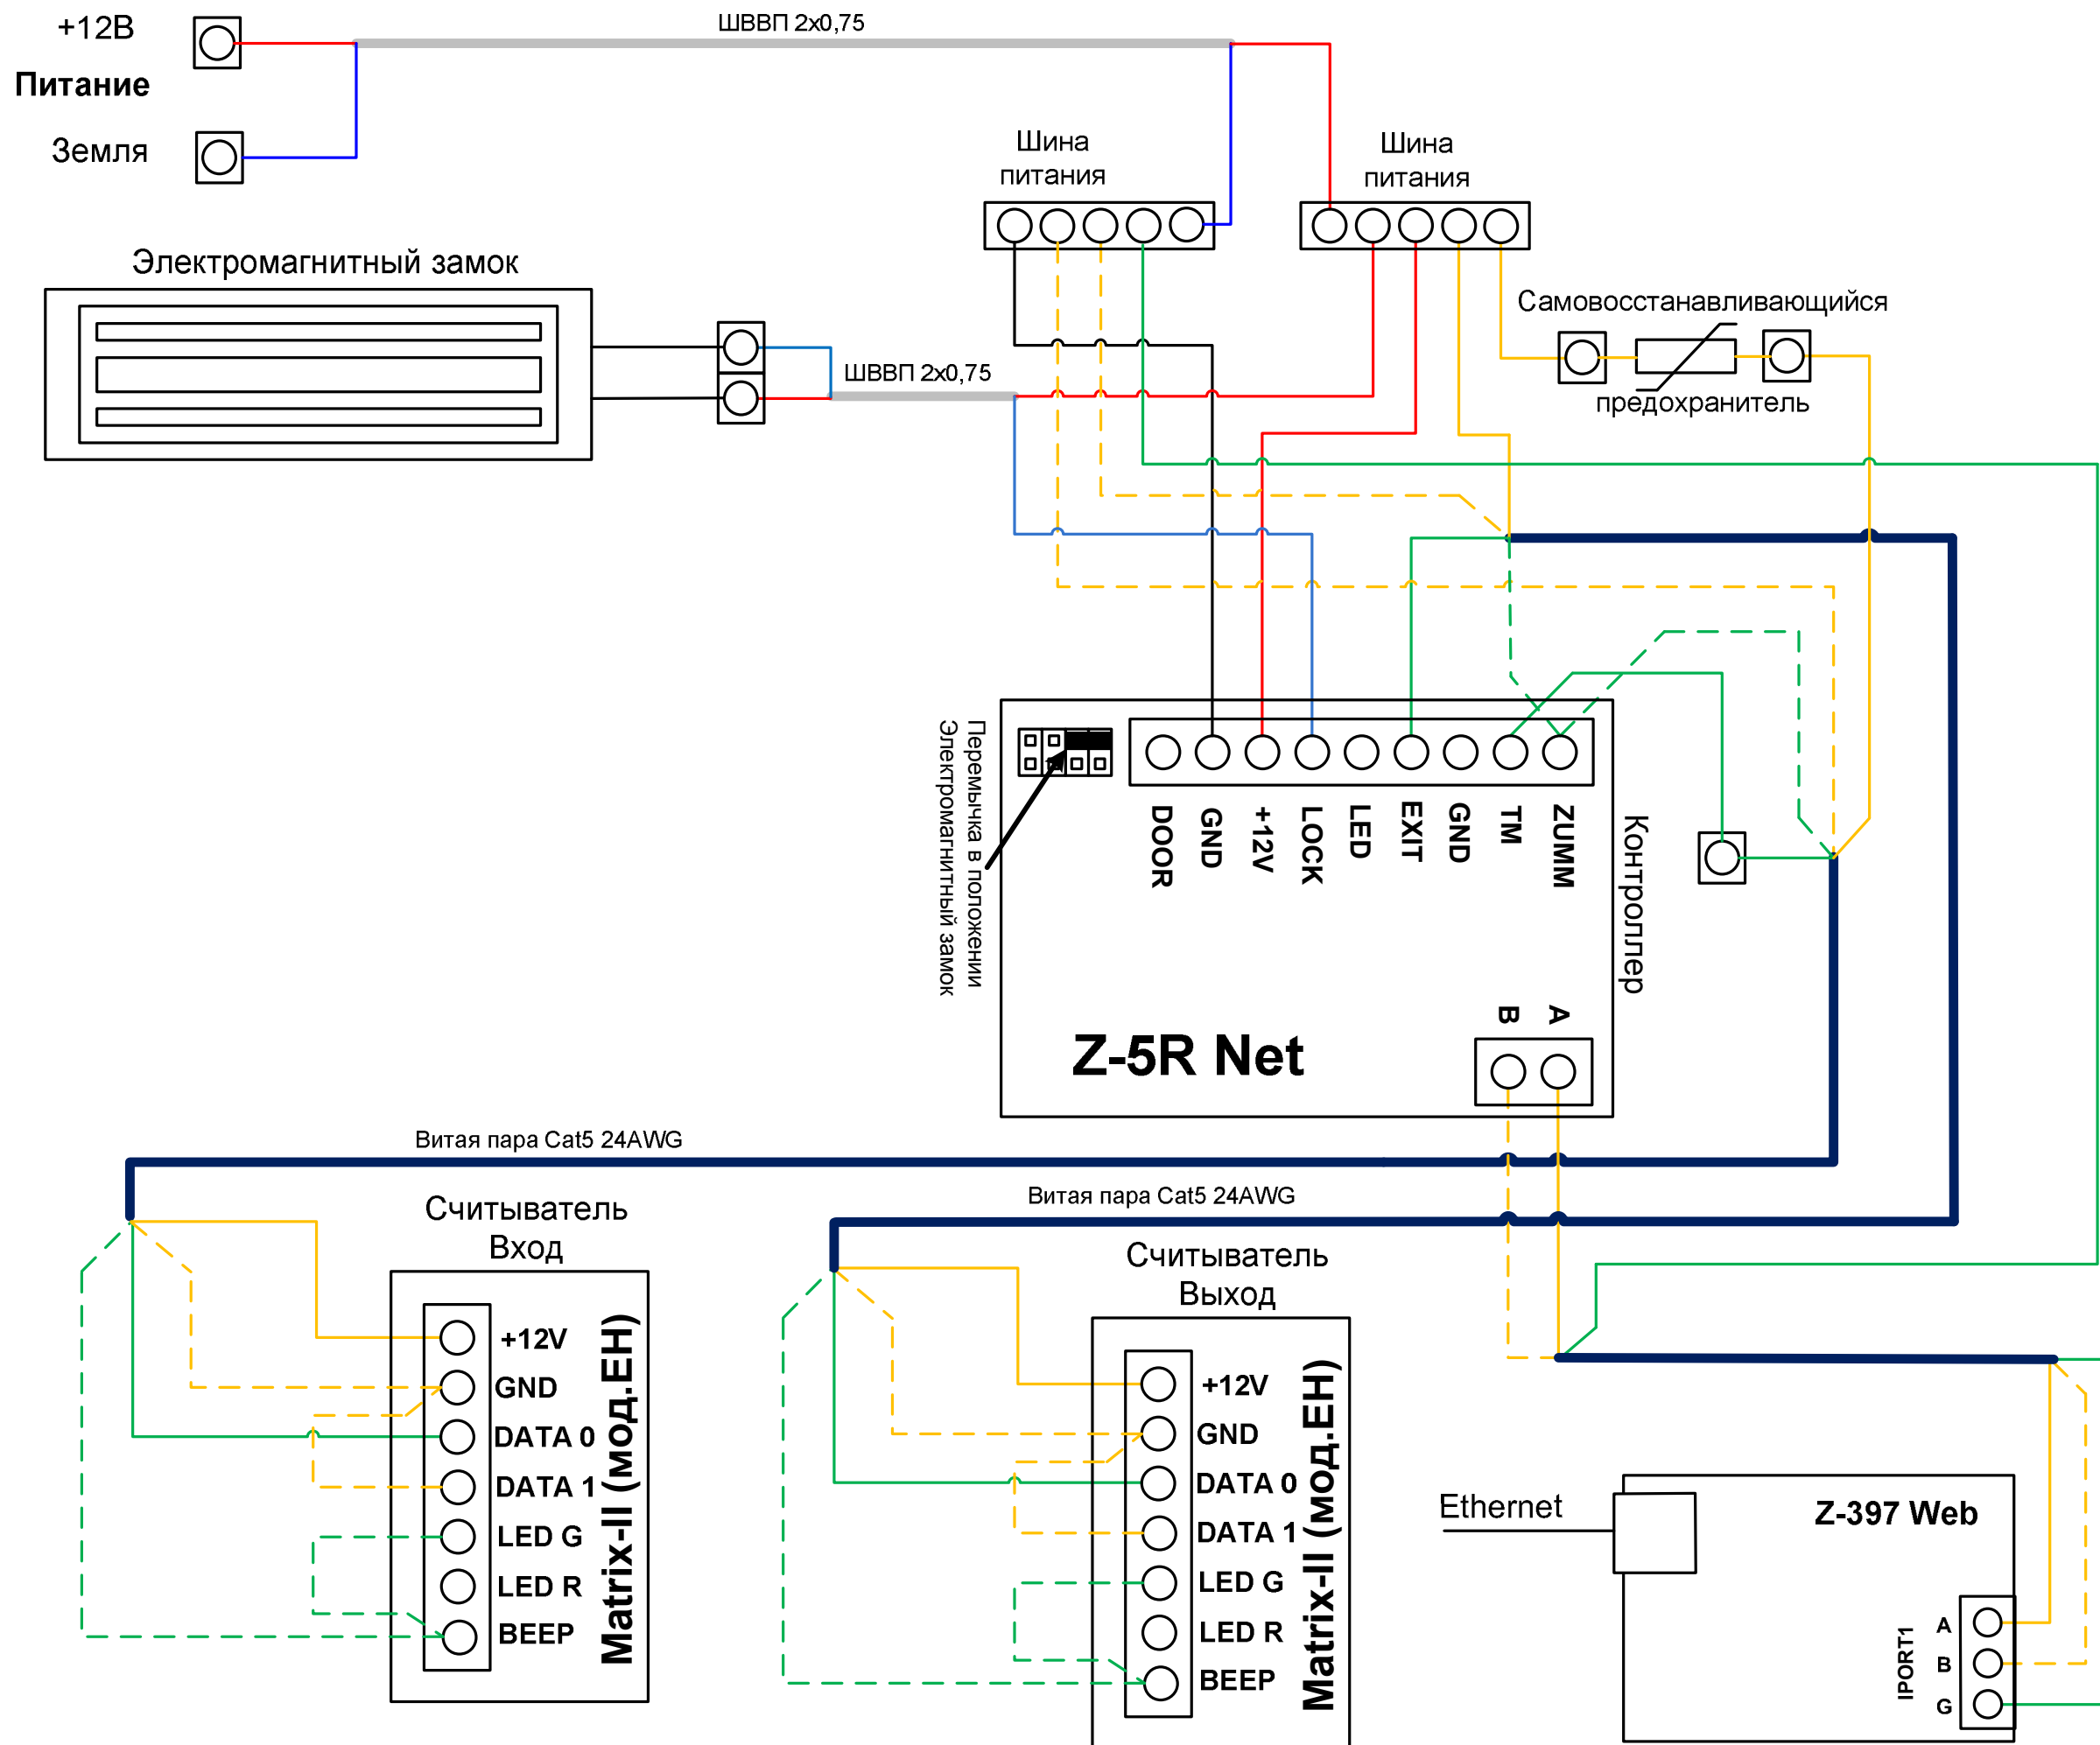 +12В
Питание
Земля
ШВВП 2x0,75
Шина
питания
Шина
питания
Электромагнитный замок
ШВВП 2x0,75
Самовосстанавливающийся
предохранитель
Перемычка в положении
Электромагнитный замок
DOOR
GND
+12V
LOCK
LED
EXIT
GND
TM
ZUMM
Контроллер
B
A
Z-5R Net
Витая пара Cat5 24AWG
Витая пара Cat5 24AWG
Считыватель
Вход
+12V
GND
DATA 0
DATA 1
LED G
LED R
BEEP
Matrix-II (мод.EH)
Считыватель
Выход
+12V
GND
DATA 0
DATA 1
LED G
LED R
BEEP
Matrix-II (мод.EH)
Ethernet
Z-397 Web
IPORT1
A
B
G